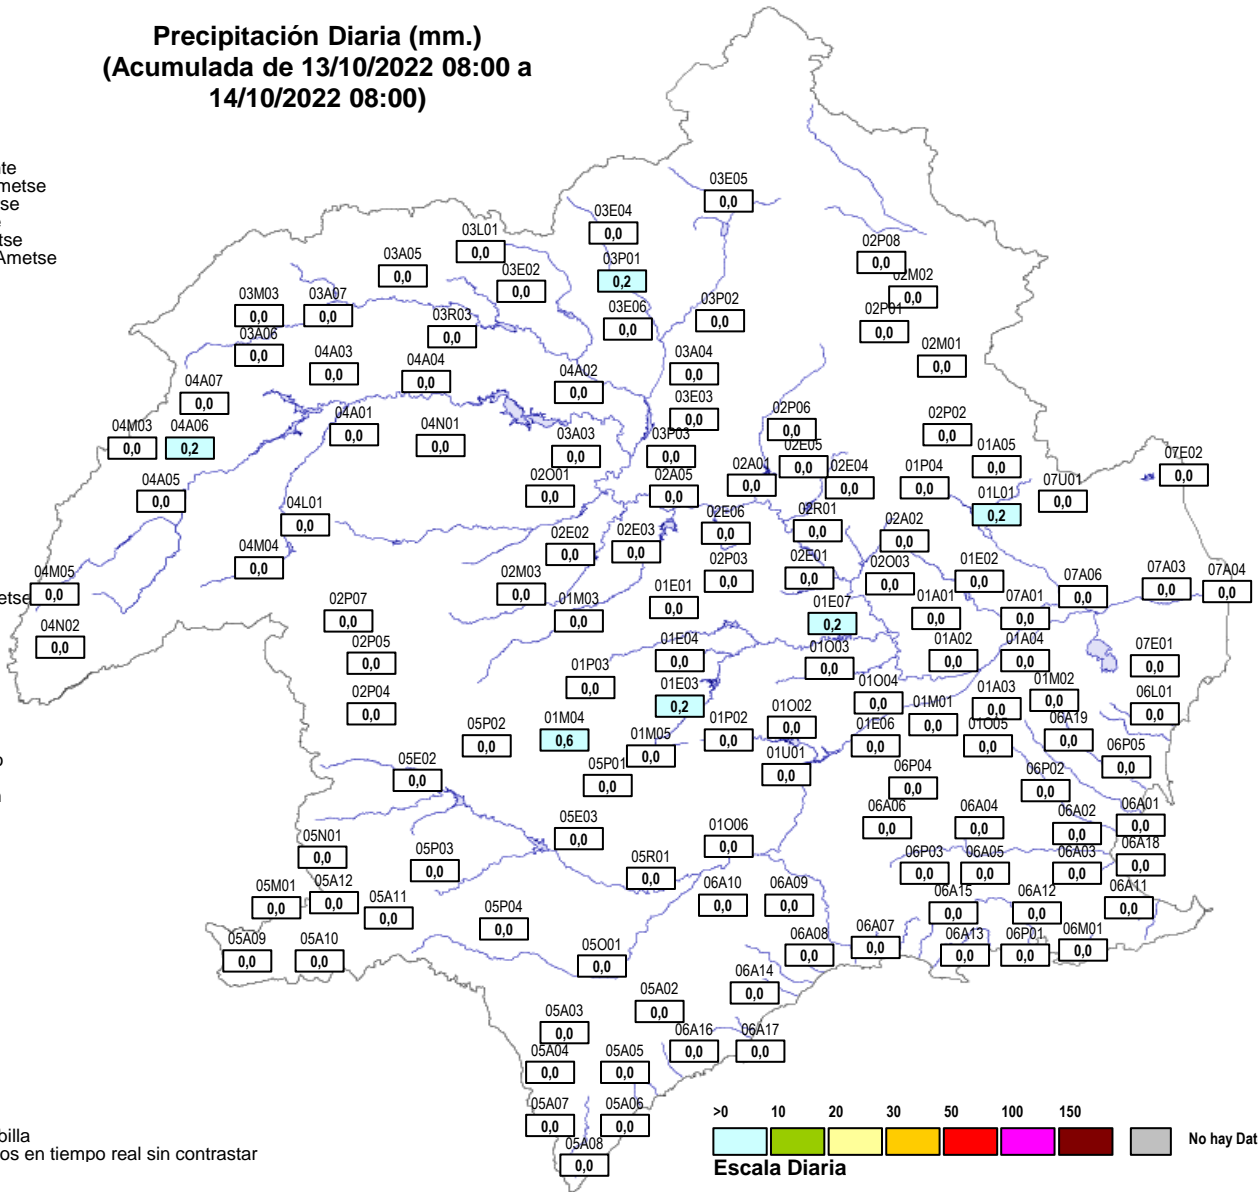 Precipitación Diaria (mm.)
(Acumulada de 13/10/2022 08:00 a
14/10/2022 08:00)
03E05
0,0
03E04
0,0
03L01
0,0
02P08
0,0
03A05
0,0
03P01
0,2
03E02
0,0
02M02
0,0
03M03
0,0
03A07
0,0
03P02
0,0
03E06
0,0
02P01
0,0
03R03
0,0
03A06
0,0
02M01
0,0
04A03
0,0
04A04
0,0
03A04
0,0
04A02
0,0
04A07
0,0
03E03
0,0
02P06
0,0
02P02
0,0
04A01
0,0
04M03
0,0
04A06
0,2
04N01
0,0
03A03
0,0
03P03
0,0
02E05
0,0
01A05
0,0
07E02
0,0
02O01
0,0
02A05
0,0
02A01
0,0
02E04
0,0
01P04
0,0
07U01
0,0
04A05
0,0
01L01
0,2
04L01
0,0
02E06
0,0
02R01
0,0
02A02
0,0
02E02
0,0
02E03
0,0
04M04
0,0
02P03
0,0
02E01
0,0
02O03
0,0
01E02
0,0
07A06
0,0
07A03
0,0
07A04
0,0
04M05
0,0
02M03
0,0
01M03
0,0
01E01
0,0
01E07
0,2
01A01
0,0
07A01
0,0
02P07
0,0
04N02
0,0
02P05
0,0
01E04
0,0
01O03
0,0
01A02
0,0
01A04
0,0
07E01
0,0
01P03
0,0
01E03
0,2
01O04
0,0
01A03
0,0
01M02
0,0
06L01
0,0
02P04
0,0
05P02
0,0
01M04
0,6
01P02
0,0
01O02
0,0
01M01
0,0
01E06
0,0
01O05
0,0
06A19
0,0
01M05
0,0
06P05
0,0
05E02
0,0
05P01
0,0
01U01
0,0
06P04
0,0
06P02
0,0
05E03
0,0
01O06
0,0
06A06
0,0
06A04
0,0
06A02
0,0
06A01
0,0
05N01
0,0
05P03
0,0
05R01
0,0
06P03
0,0
06A05
0,0
06A03
0,0
06A18
0,0
05M01
0,0
05A12
0,0
05A11
0,0
06A10
0,0
06A09
0,0
06A15
0,0
06A12
0,0
06A11
0,0
05P04
0,0
05A09
0,0
05A10
0,0
05O01
0,0
06A08
0,0
06A07
0,0
06A13
0,0
06P01
0,0
06M01
0,0
06A14
0,0
05A02
0,0
05A03
0,0
06A16
0,0
06A17
0,0
05A04
0,0
05A05
0,0
05A07
0,0
05A06
0,0
05A08
0,0
nte
metse
tse
Ametse
etse
billa
os en tiempo real sin contrastar
>0 10 20 30 50 100 150
No hay Dat
Escala Diaria